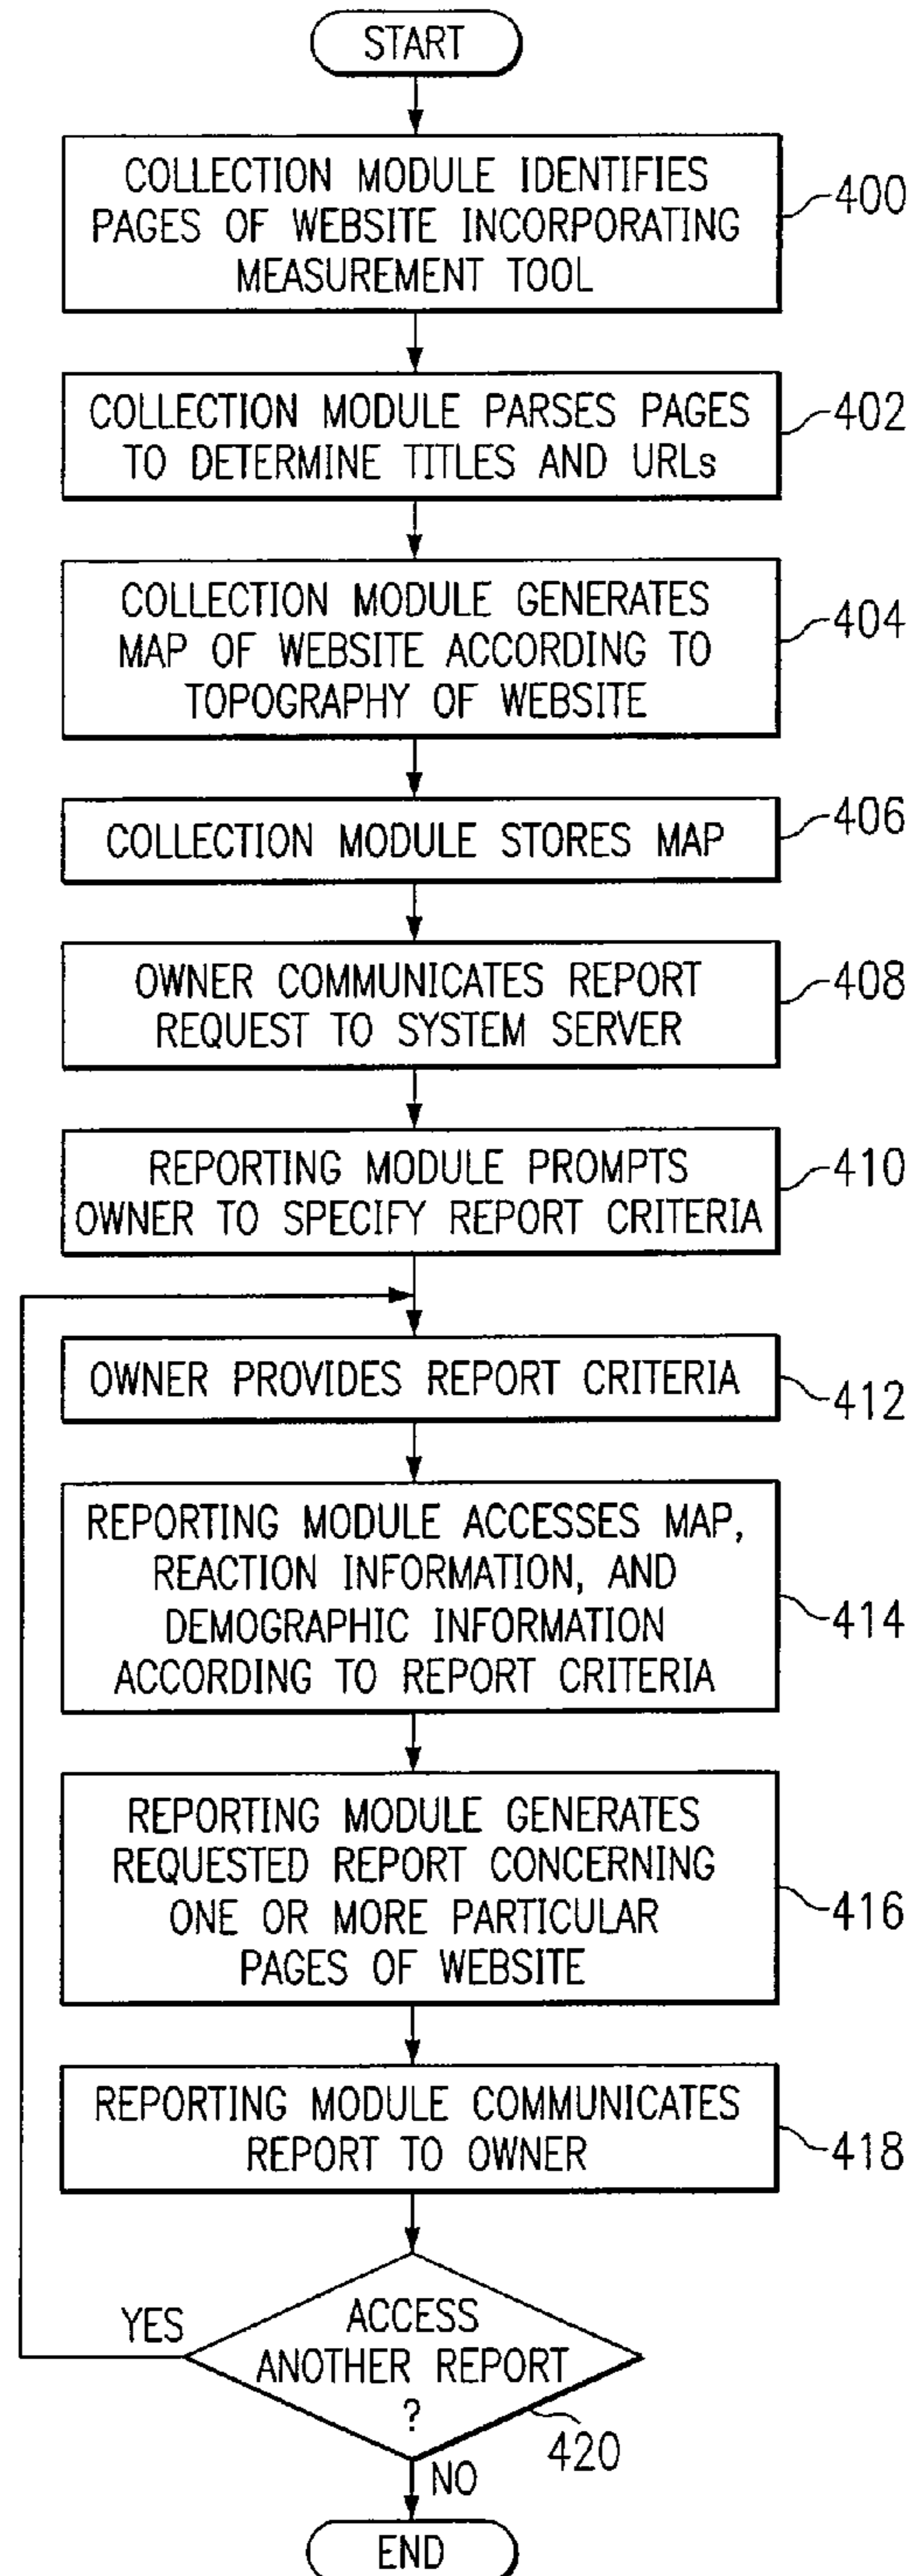 START
COLLECTION MODULE IDENTIFIES
PAGES OF WEBSITE INCORPORATING
MEASUREMENT TOOL
400
COLLECTION MODULE PARSES PAGES
TO DETERMINE TITLES AND URLs
402
COLLECTION MODULE GENERATES
MAP OF WEBSITE ACCORDING TO
TOPOGRAPHY OF WEBSITE
404
COLLECTION MODULE STORES MAP
406
OWNER COMMUNICATES REPORT
REQUEST TO SYSTEM SERVER
408
REPORTING MODULE PROMPTS
OWNER TO SPECIFY REPORT CRITERIA
410
OWNER PROVIDES REPORT CRITERIA
412
REPORTING MODULE ACCESSES MAP,
REACTION INFORMATION, AND
DEMOGRAPHIC INFORMATION
ACCORDING TO REPORT CRITERIA
414
REPORTING MODULE GENERATES
REQUESTED REPORT CONCERNING
ONE OR MORE PARTICULAR
PAGES OF WEBSITE
416
REPORTING MODULE COMMUNICATES
REPORT TO OWNER
418
YES
ACCESS
ANOTHER REPORT
?
420
NO
END